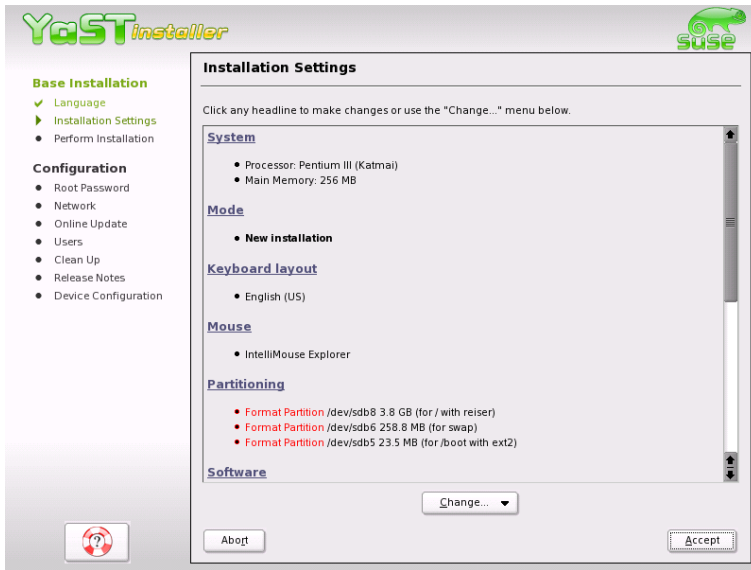 YaST installer
suse
Base Installation
Language
Installation Settings
Perform Installation
Configuration
Root Password
Network
Online Update
Users
Clean Up
Release Notes
Device Configuration
Installation Settings
Click any headline to make changes or use the "Change..." menu below.
System
Processor: Pentium III (Katmai)
Main Memory: 256 MB
Mode
New installation
Keyboard layout
English (US)
Mouse
IntelliMouse Explorer
Partitioning
Format Partition /dev/sdb8 3.8 GB (for / with reiser)
Format Partition /dev/sdb6 258.8 MB (for swap)
Format Partition /dev/sdb5 23.5 MB (for /boot with ext2)
Software
Change...
?
Abort
Accept